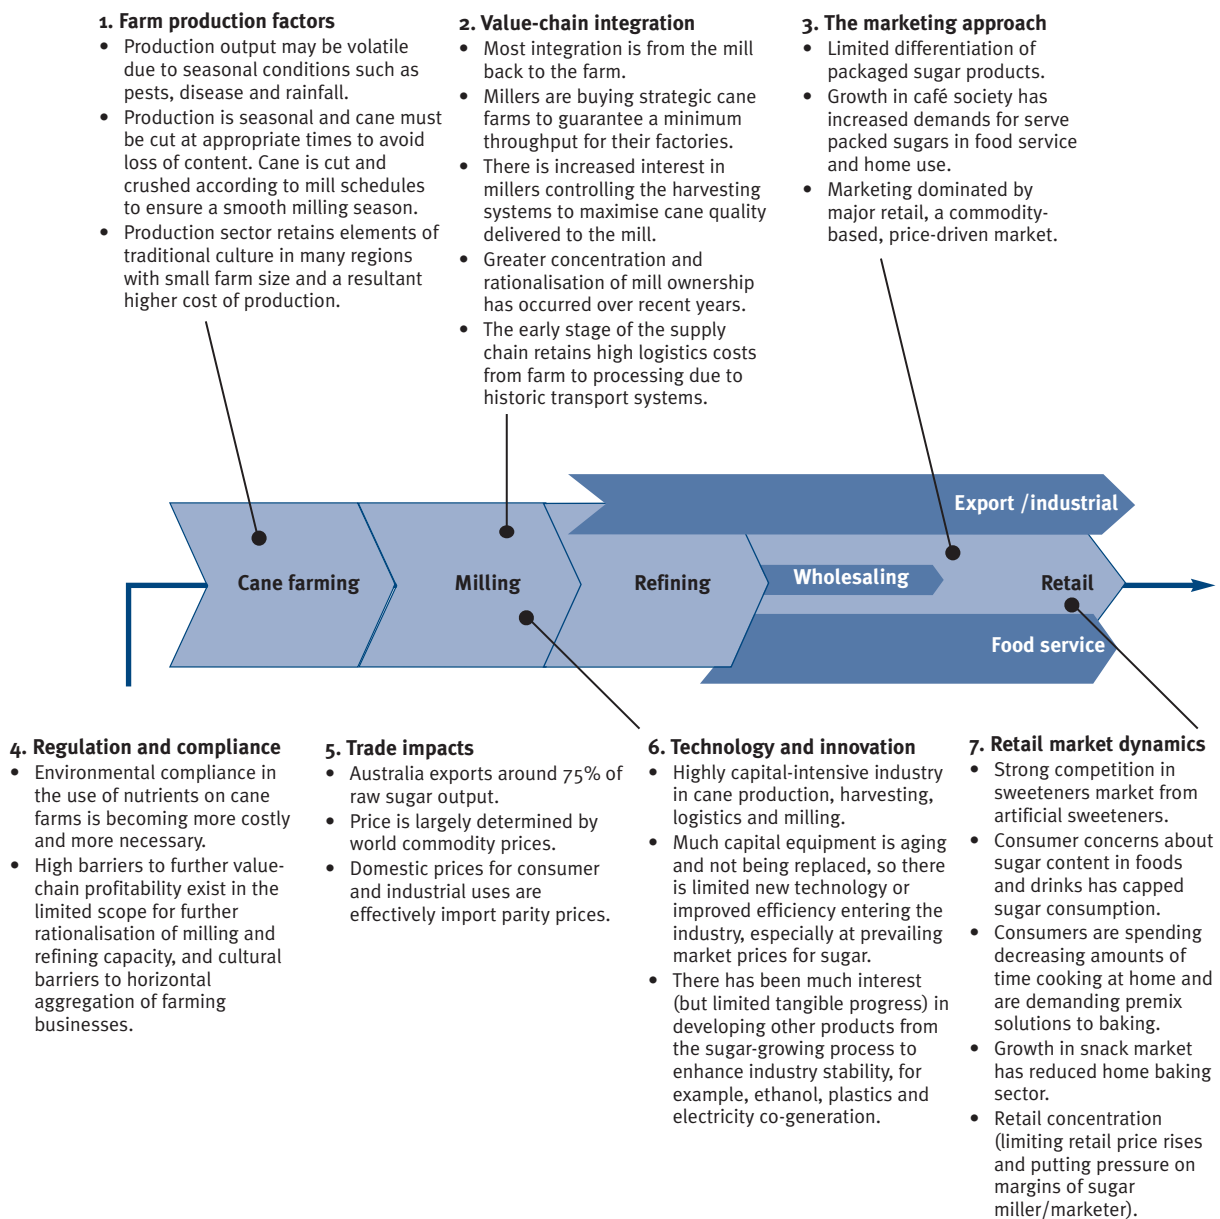 1. Farm production factors
• Production output may be volatile
due to seasonal conditions such as
pests, disease and rainfall.
• Production is seasonal and cane must
be cut at appropriate times to avoid
loss of content. Cane is cut and
crushed according to mill schedules
to ensure a smooth milling season.
• Production sector retains elements of
traditional culture in many regions
with small farm size and a resultant
higher cost of production.
2. Value-chain integration
• Most integration is from the mill
back to the farm.
• Millers are buying strategic cane
farms to guarantee a minimum
throughput for their factories.
• There is increased interest in
millers controlling the harvesting
systems to maximise cane quality
delivered to the mill.
• Greater concentration and
rationalisation of mill ownership
has occurred over recent years.
• The early stage of the supply
chain retains high logistics costs
from farm to processing due to
historic transport systems.
3. The marketing approach
• Limited differentiation of
packaged sugar products.
• Growth in café society has
increased demands for serve
packed sugars in food service
and home use.
• Marketing dominated by
major retail, a commodity-
based, price-driven market.
Export /industrial
Cane farming
Milling
Refining
Wholesaling
Retail
Food service
4. Regulation and compliance
• Environmental compliance in
the use of nutrients on cane
farms is becoming more costly
and more necessary.
• High barriers to further value-
chain profitability exist in the
limited scope for further
rationalisation of milling and
refining capacity, and cultural
barriers to horizontal
aggregation of farming
businesses.
5. Trade impacts
• Australia exports around 75% of
raw sugar output.
• Price is largely determined by
world commodity prices.
• Domestic prices for consumer
and industrial uses are
effectively import parity prices.
6. Technology and innovation
• Highly capital-intensive industry
in cane production, harvesting,
logistics and milling.
• Much capital equipment is aging
and not being replaced, so there
is limited new technology or
improved efficiency entering the
industry, especially at prevailing
market prices for sugar.
• There has been much interest
(but limited tangible progress) in
developing other products from
the sugar-growing process to
enhance industry stability, for
example, ethanol, plastics and
electricity co-generation.
7. Retail market dynamics
• Strong competition in
sweeteners market from
artificial sweeteners.
• Consumer concerns about
sugar content in foods
and drinks has capped
sugar consumption.
• Consumers are spending
decreasing amounts of
time cooking at home and
are demanding premix
solutions to baking.
• Growth in snack market
has reduced home baking
sector.
• Retail concentration
(limiting retail price rises
and putting pressure on
margins of sugar
miller/marketer).